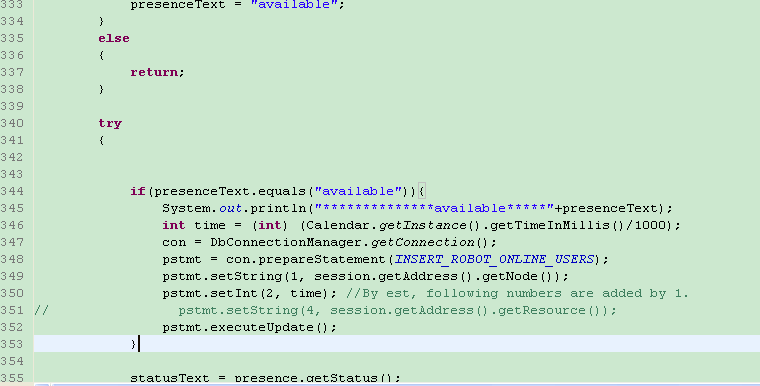 333 presenceText = "available";
334 }
335 else
336 {
337 return;
338 }
339
340 try
341 {
342
343
344 if(presenceText.equals("available")){
345 System.out.println("**************available*****"+presenceText);
346 int time = (int) (Calendar.getInstance().getTimeInMillis()/1000);
347 con = DbConnectionManager.getConnection();
348 pstmt = con.prepareStatement(INSERT_ROBOT_ONLINE_USERS);
349 pstmt.setString(1, session.getAddress().getNode());
350 pstmt.setInt(2, time); //By est, following numbers are added by 1.
351 // pstmt.setString(4, session.getAddress().getResource());
352 pstmt.executeUpdate();
353 }
354
355 statusText = presence.getStatus();